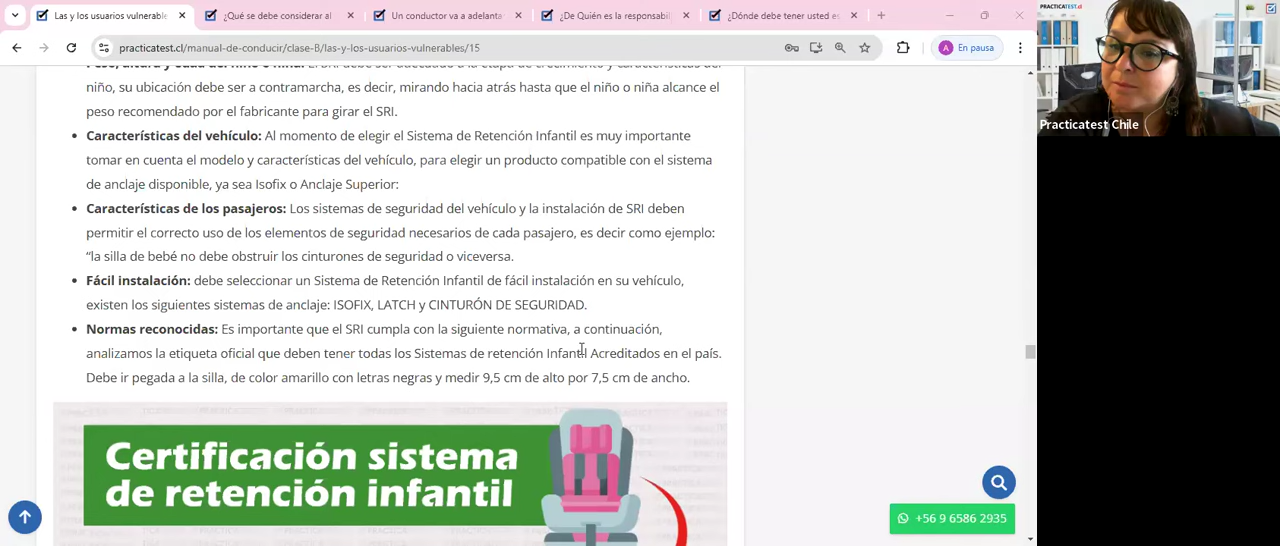 Las y los usuarios vulnerable
¿Qué se debe considerar al
Un conductor va a adelanta
¿De Quién es la responsabil
¿Dónde debe tener usted es
practicatest.cl/manual-de-conducir/clase-B/las-y-los-usuarios-vulnerables/15
A
En pausa
PRACTICATEST.cl
Practicatest Chile
niño, su ubicación debe ser a contramarcha, es decir, mirando hacia atrás hasta que el niño o niña alcance el
peso recomendado por el fabricante para girar el SRI.
Características del vehículo: Al momento de elegir el Sistema de Retención Infantil es muy importante
tomar en cuenta el modelo y características del vehículo, para elegir un producto compatible con el sistema
de anclaje disponible, ya sea Isofix o Anclaje Superior:
Características de los pasajeros: Los sistemas de seguridad del vehículo y la instalación de SRI deben
permitir el correcto uso de los elementos de seguridad necesarios de cada pasajero, es decir como ejemplo:
“la silla de bebé no debe obstruir los cinturones de seguridad o viceversa.
Fácil instalación: debe seleccionar un Sistema de Retención Infantil de fácil instalación en su vehículo,
existen los siguientes sistemas de anclaje: ISOFIX, LATCH y CINTURÓN DE SEGURIDAD.
Normas reconocidas: Es importante que el SRI cumpla con la siguiente normativa, a continuación,
analizamos la etiqueta oficial que deben tener todas los Sistemas de retención Infantil Acreditados en el país.
Debe ir pegada a la silla, de color amarillo con letras negras y medir 9,5 cm de alto por 7,5 cm de ancho.
Certificación sistema
de retención infantil
+56 9 6586 2935